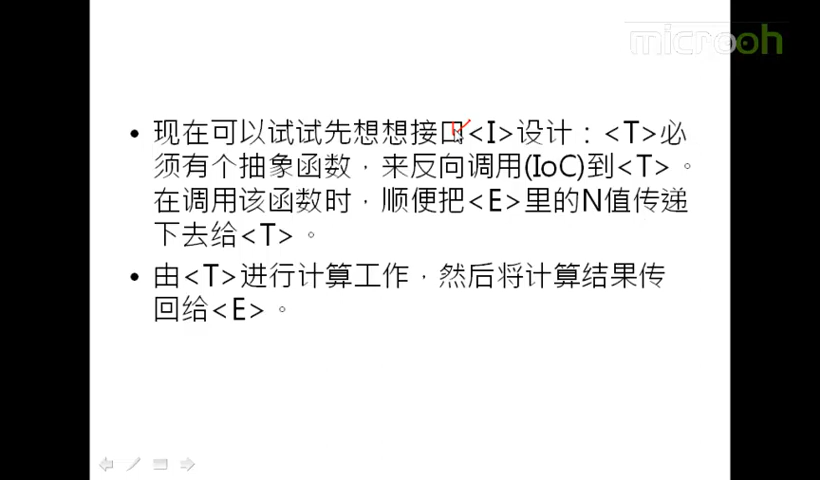 microoh
• 现在可以试试先想想接口<I>设计：<T>必
须有个抽象函数，来反向调用(IoC)到<T>。
在调用该函数时，顺便把<E>里的N值传递
下去给<T>。
• 由<T>进行计算工作，然后将计算结果传
回给<E>。